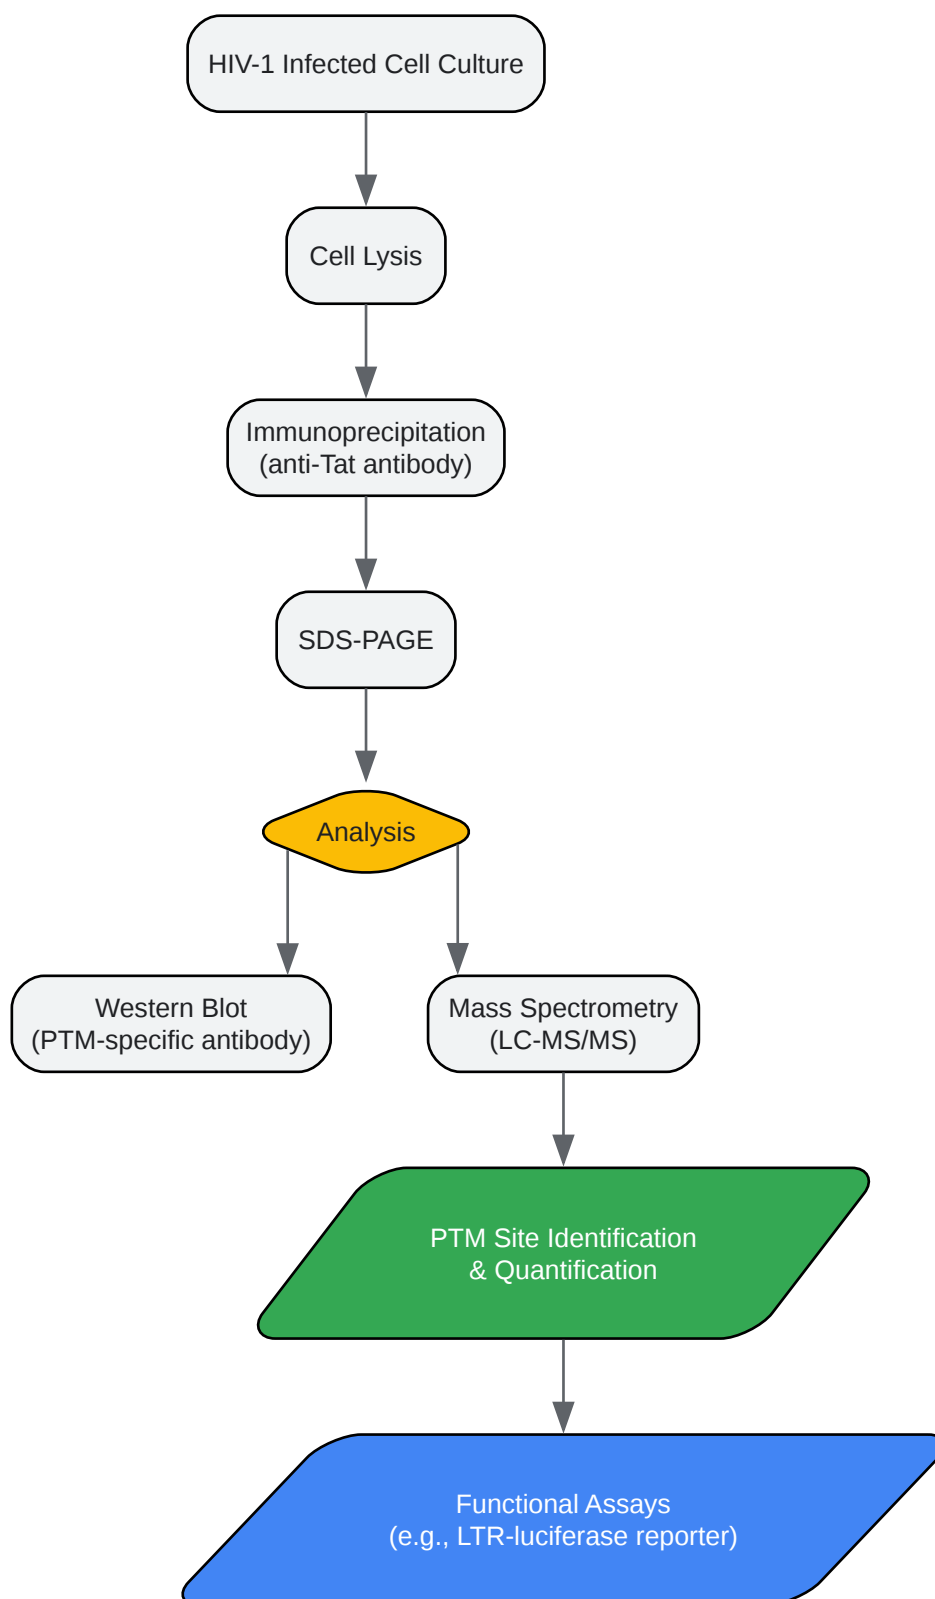 HIV-1 Infected Cell Culture
Cell Lysis
Immunoprecipitation
(anti-Tat antibody)
SDS-PAGE
Analysis
Western Blot
(PTM-specific antibody)
Mass Spectrometry
(LC-MS/MS)
PTM Site Identification
& Quantification
Functional Assays
(e.g., LTR-luciferase reporter)